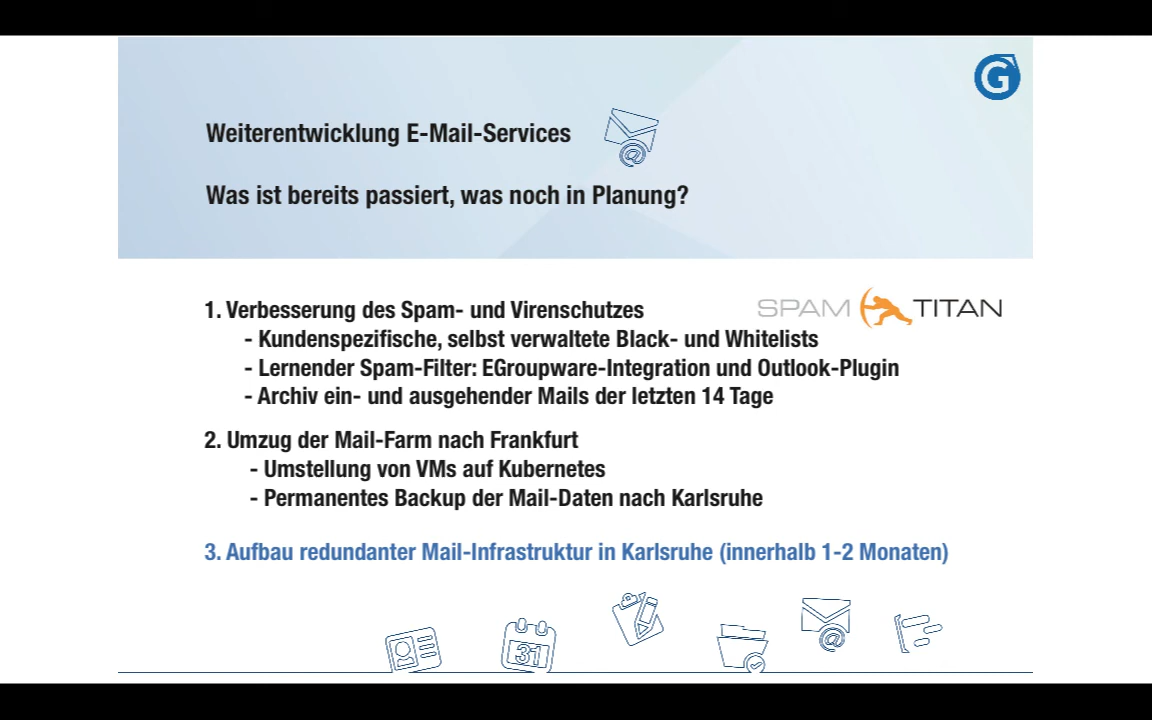 G
Weiterentwicklung E-Mail-Services
@
Was ist bereits passiert, was noch in Planung?
SPAM TITAN
1. Verbesserung des Spam- und Virenschutzes
- Kundenspezifische, selbst verwaltete Black- und Whitelists
- Lernender Spam-Filter: EGroupware-Integration und Outlook-Plugin
- Archiv ein- und ausgehender Mails der letzten 14 Tage
2. Umzug der Mail-Farm nach Frankfurt
- Umstellung von VMs auf Kubernetes
- Permanentes Backup der Mail-Daten nach Karlsruhe
3. Aufbau redundanter Mail-Infrastruktur in Karlsruhe (innerhalb 1-2 Monaten)
31
@